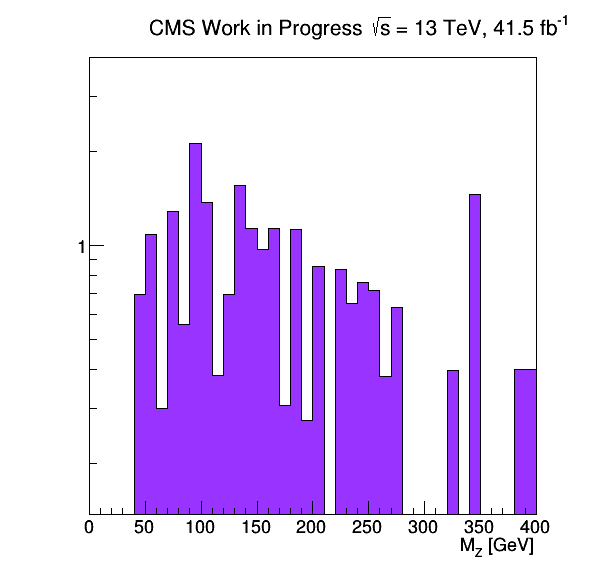 CMS Work in Progress √s = 13 TeV, 41.5 fb⁻¹
1
0 50 100 150 200 250 300 350 400
M_Z [GeV]